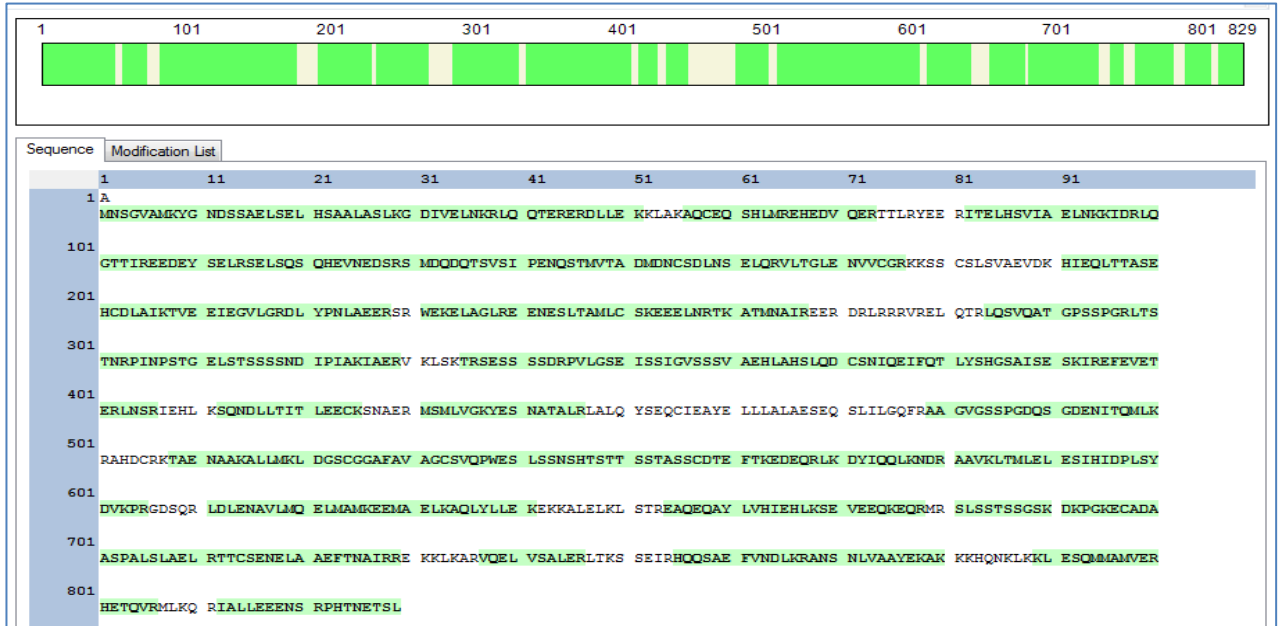 1 101 201 301 401 501 601 701 801 829
Sequence Modification List
1 11 21 31 41 51 61 71 81 91
1 A
MNSGVAMKYG NDSSAELSEL HSAALASLKG DIVELNKRLQ QTERERDLLE KKLAKAQCEQ SHLMREHEDV QERTTLRYEE RITELHSVIA ELNKKIDRLQ
101
GTTIREEDEY SELRSELSQS QHEVNEDSRS MDQDQTSVSI PENQSTMVTA DMDNCSDLNS ELQRVLTGLE NVVCGRKKSS CSLSVAEVDK HIEQLTTASE
201
HCDLAIKTVE EIEGVLGRDL YPNLAEERSR WEKELAGLRE ENESLTAMLC SKEEELNRTK ATMNAIREER DRLRRRVREL QTRLQSVQAT GPSSPGRLTS
301
TNRPINPSTG ELSTSSSSND IPIAKIAERV KLSKTRSESS SSDRPVLGSE ISSIGVSSSV AEHLAHSLQD CSNIQEIFQT LYSHGSAISE SKIREFEVET
401
ERLNSRIEHL KSQNDLLTIT LEECKSNAER MSMLVGKYES NATALRLALQ YSEQCIEAYE LLLALAESEQ SLILGQFRAA GVGSSPGDQS GDENITQMLK
501
RAHDCRKTAE NAAKALLMKL DGSCGGAFAV AGCSVQPWES LSSNSHTSTT SSTASSCDTE FTKEDEQRLK DYIQQLKNDR AAVKLTMLEL ESIHIDPLSY
601
DVKPRGDSQR LDLENAVLMQ ELMAMKEEMA ELKAQLYLLE KEKKALELKL STREAQEQAY LVHIEHLKSE VEEQKEQRMR SLSSTSSGSK DKPGKECADA
701
ASPALSLAEL RTTCSENELA AEFTNAIRRE KKLKARVQEL VSALERLTKS SEIRHQQSAE FVNDLKRANS NLVAAYEKAK KKHQNKLKKL ESQMMAMVER
801
HETQVRMLKQ RIALLEEENS RPHTNETSL